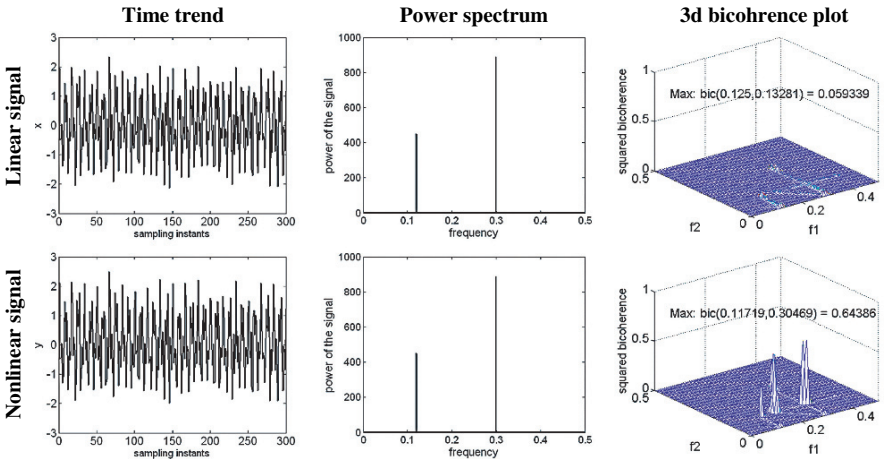 Time trend
Power spectrum
3d bicohrence plot
Linear signal
3
2
1
0
-1
-2
-3
x
0 50 100 150 200 250 300
sampling instants
1000
800
600
400
200
0
power of the signal
0 0.1 0.2 0.3 0.4 0.5
frequency
1
0.5
0
squared bicoherence
Max: bic(0.125,0.13281) = 0.059339
0.5
0
f2
0 0.2 0.4
f1
Nonlinear signal
3
2
1
0
-1
-2
-3
y
0 50 100 150 200 250 300
sampling instants
1000
800
600
400
200
0
power of the signal
0 0.1 0.2 0.3 0.4 0.5
frequency
1
0.5
0
squared bicoherence
Max: bic(0.11719,0.30469) = 0.64386
0.5
0
f2
0 0.2 0.4
f1